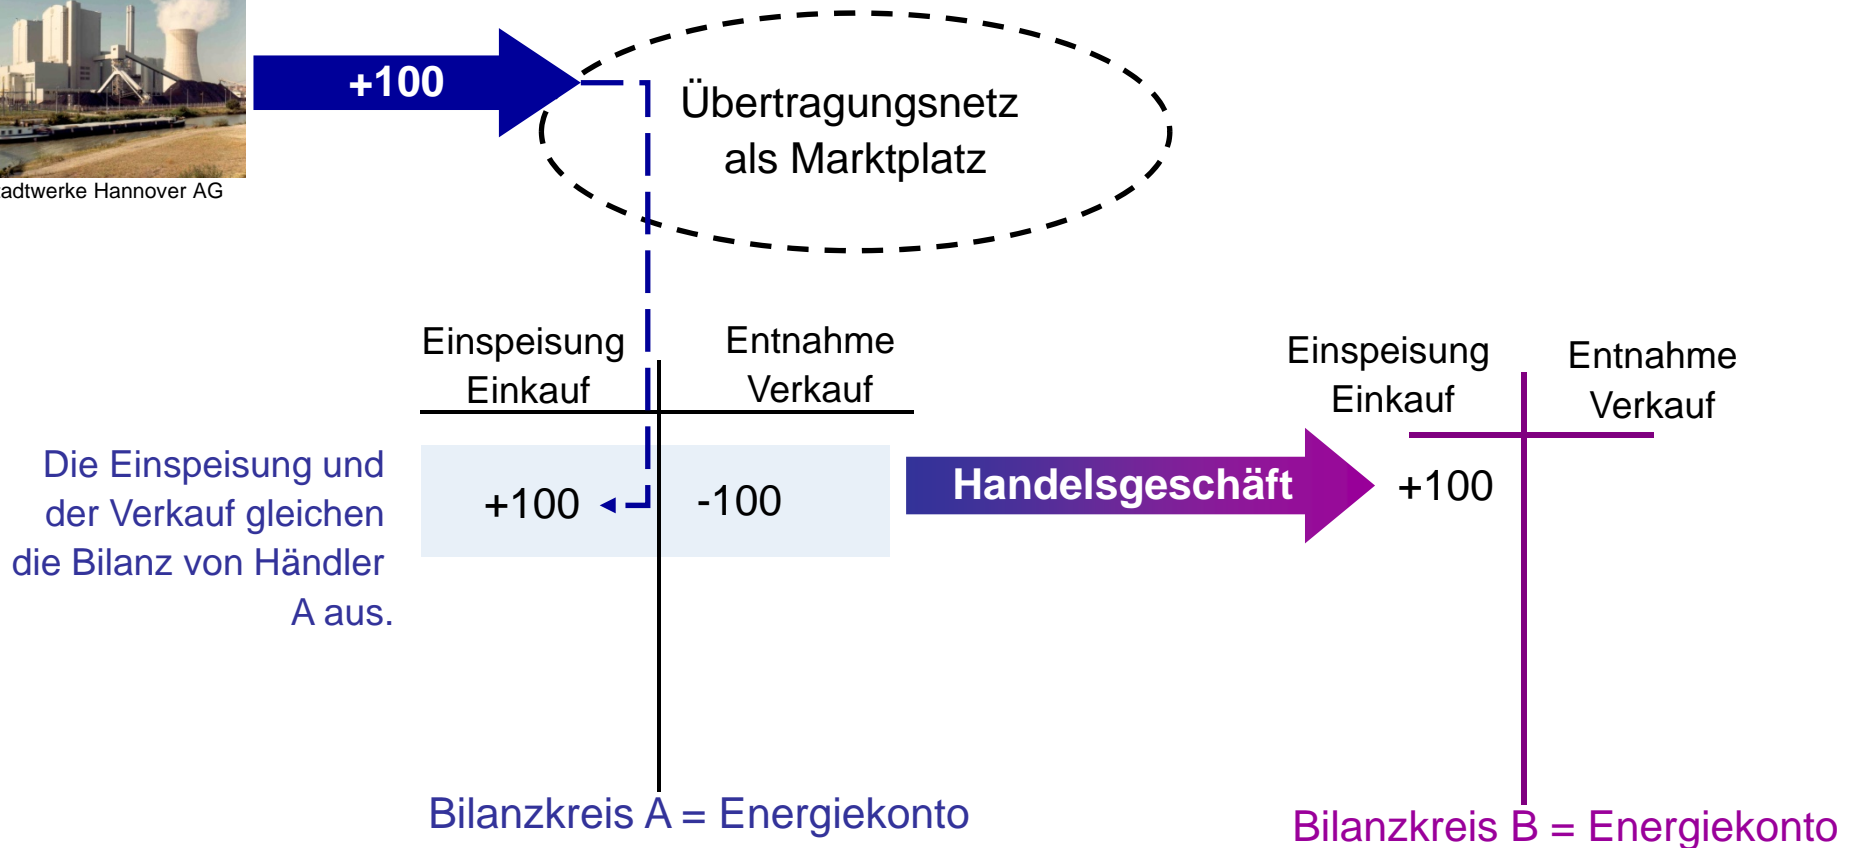 +100
Übertragungsnetz
als Marktplatz
tadtwerke Hannover AG
Einspeisung
Einkauf
Entnahme
Verkauf
Einspeisung
Einkauf
Entnahme
Verkauf
Die Einspeisung und
der Verkauf gleichen
die Bilanz von Händler
A aus.
+100
-100
Handelsgeschäft
+100
Bilanzkreis A = Energiekonto
Bilanzkreis B = Energiekonto